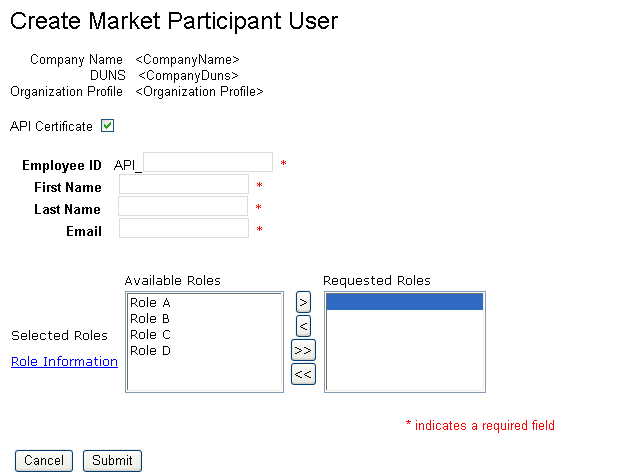 Create Market Participant User
Company Name <CompanyName>
DUNS <CompanyDuns>
Organization Profile <Organization Profile>
API Certificate
Employee ID API_ *
First Name *
Last Name *
Email *
Available Roles Requested Roles
Role A
Role B
Role C
Role D
>
<
>>
<<
Selected Roles
Role Information
* indicates a required field
Cancel Submit